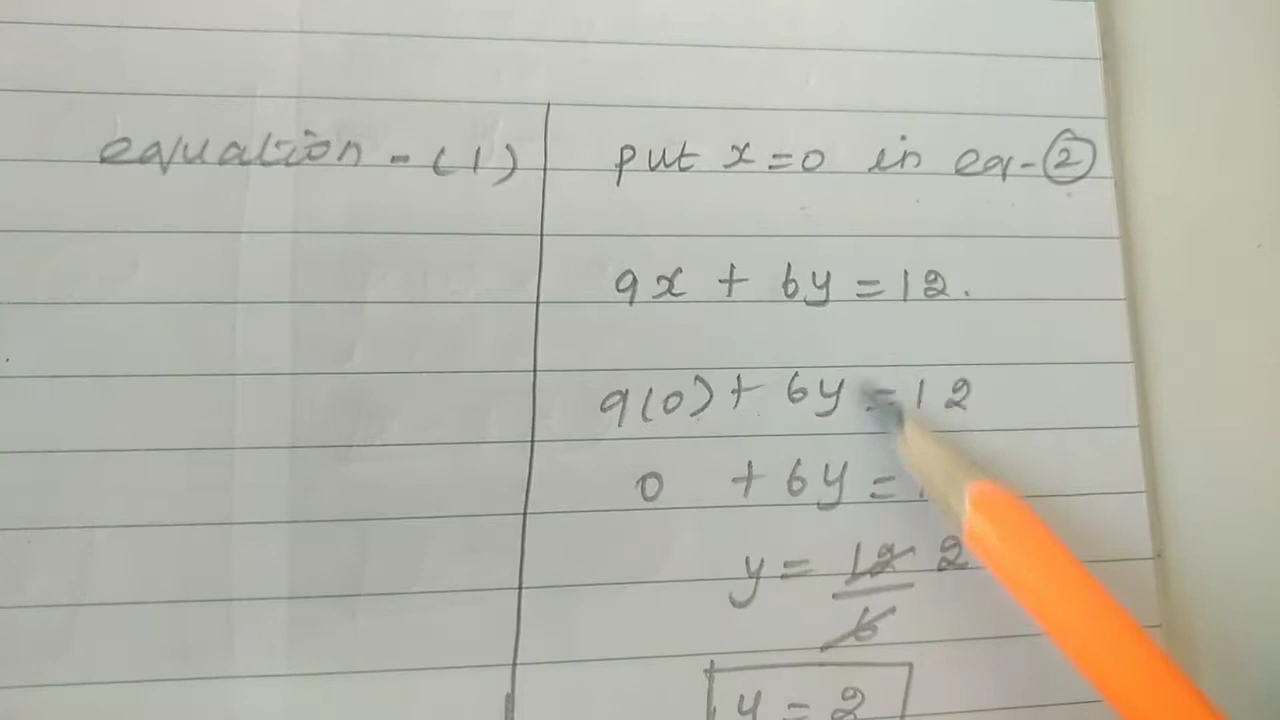 equation - (1)
put x = 0 in eq - ②
9x + 6y = 12.
9(0) + 6y = 12
0 + 6y =
y = 12/6 2
y = 2